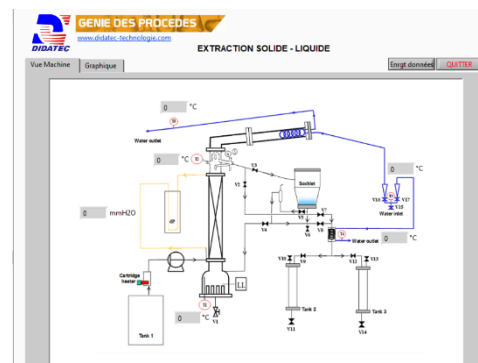 GENIE DES PROCEDES
www.didatec-technologie.com
DIDATEC
EXTRACTION SOLIDE - LIQUIDE
Vue Machine
Graphique
Enrgt données
QUITTER
0 °C
Water outlet
0 °C
V3
V2
Soxhlet
0 °C
0 mmH2O
ΔP
V16
V17
V15
Water inlet
V5
V7
V4
V6
V8
Water outlet
0 °C
Cartridge
heater
LL
V10
V9
V12
V13
0 °C
V1
Tank 1
Tank 2
Tank 3
V11
V14